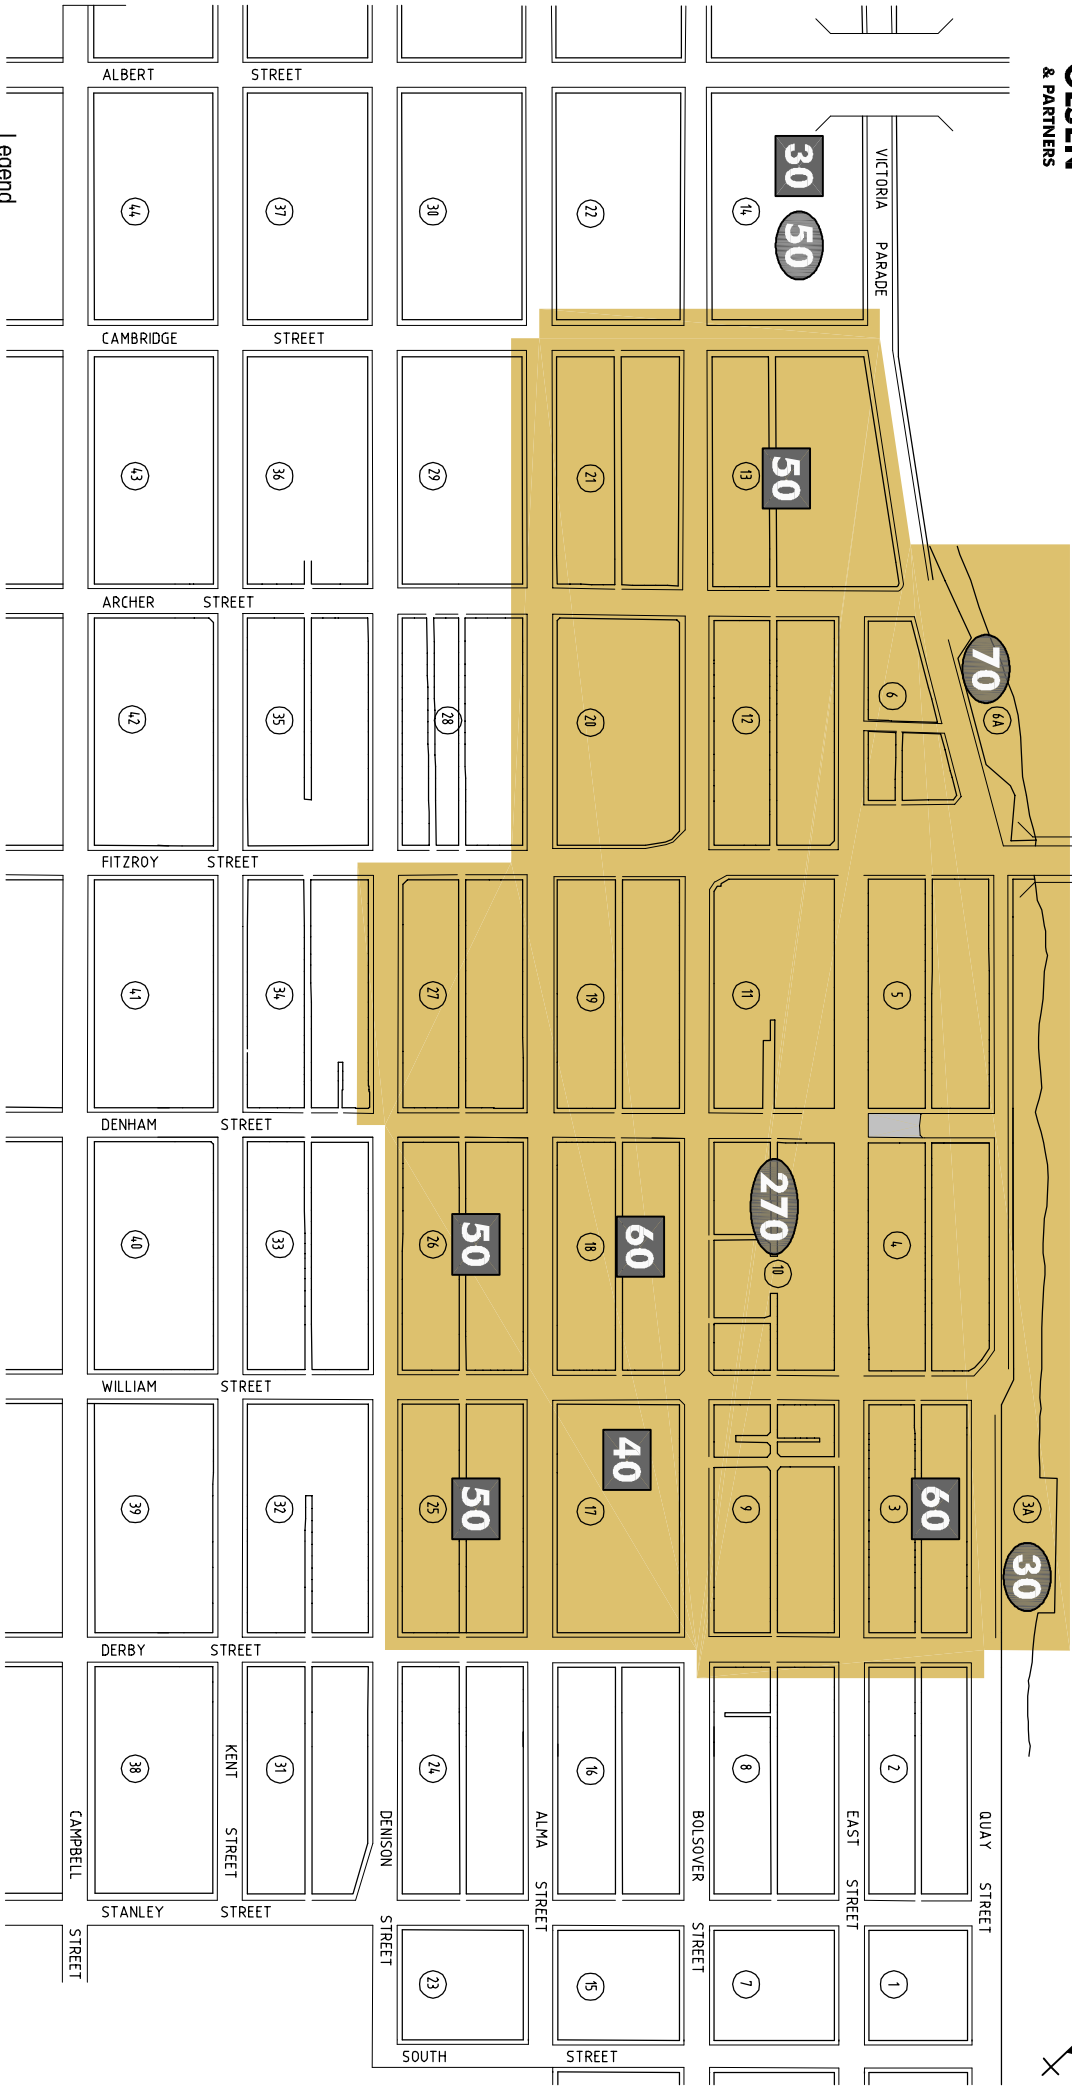 & PARTNERS
Legend
ALBERT STREET
VICTORIA PARADE
30
50
44
37
30
22
14
CAMBRIDGE STREET
50
43
36
29
21
13
ARCHER STREET
70
42
35
28
20
12
6
6A
FITZROY STREET
41
34
27
19
11
5
DENHAM STREET
270
50
60
40
33
26
18
10
4
WILLIAM STREET
40
50
60
30
39
32
25
17
9
3
3A
DERBY STREET
38
31
24
16
8
2
KENT STREET
CAMPBELL STREET
DENISON STREET
ALMA STREET
BOLSOVER STREET
EAST STREET
QUAY STREET
STANLEY STREET
23
15
7
1
SOUTH STREET